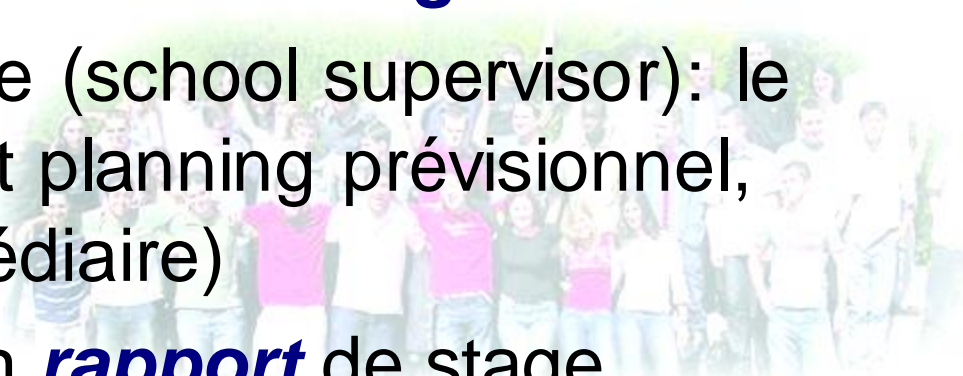 e (school supervisor): le
t planning prévisionnel,
édiaire)
rapport de stage